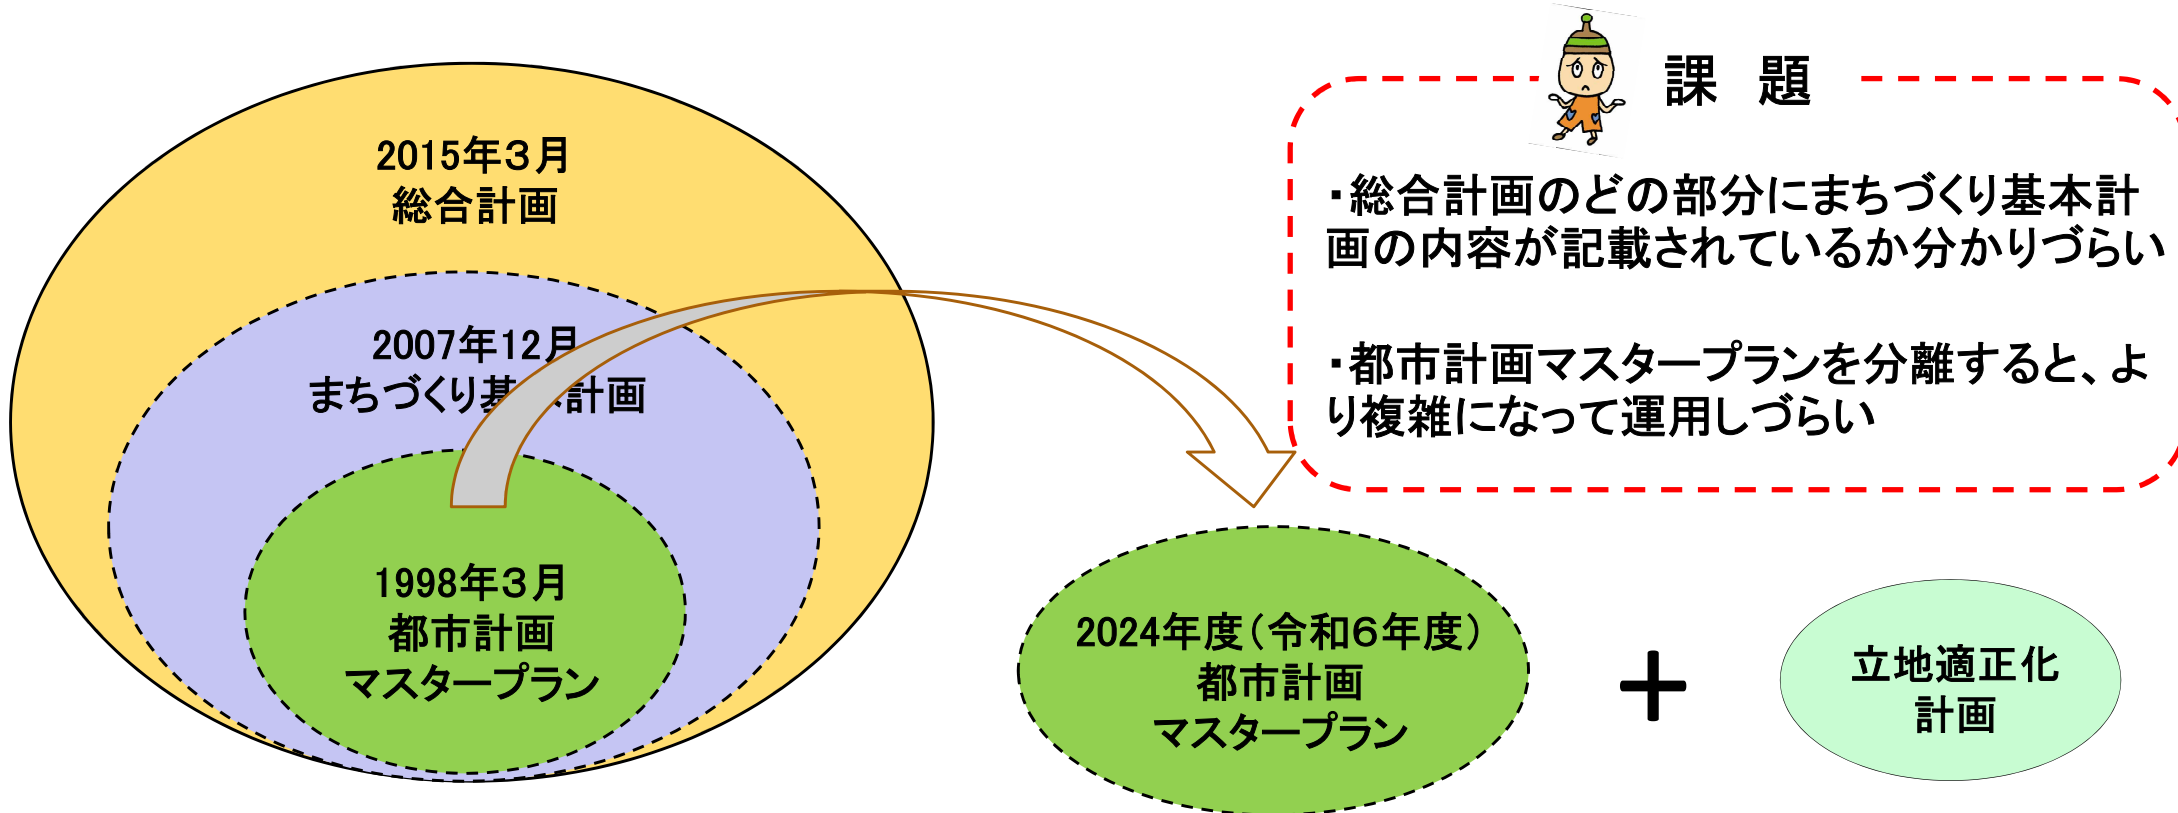 2015年３月
総合計画
2007年12月
まちづくり基本計画
1998年３月
都市計画
マスタープラン
課　題
・総合計画のどの部分にまちづくり基本計
画の内容が記載されているか分かりづらい
・都市計画マスタープランを分離すると、よ
り複雑になって運用しづらい
2024年度（令和６年度）
都市計画
マスタープラン
＋
立地適正化
計画